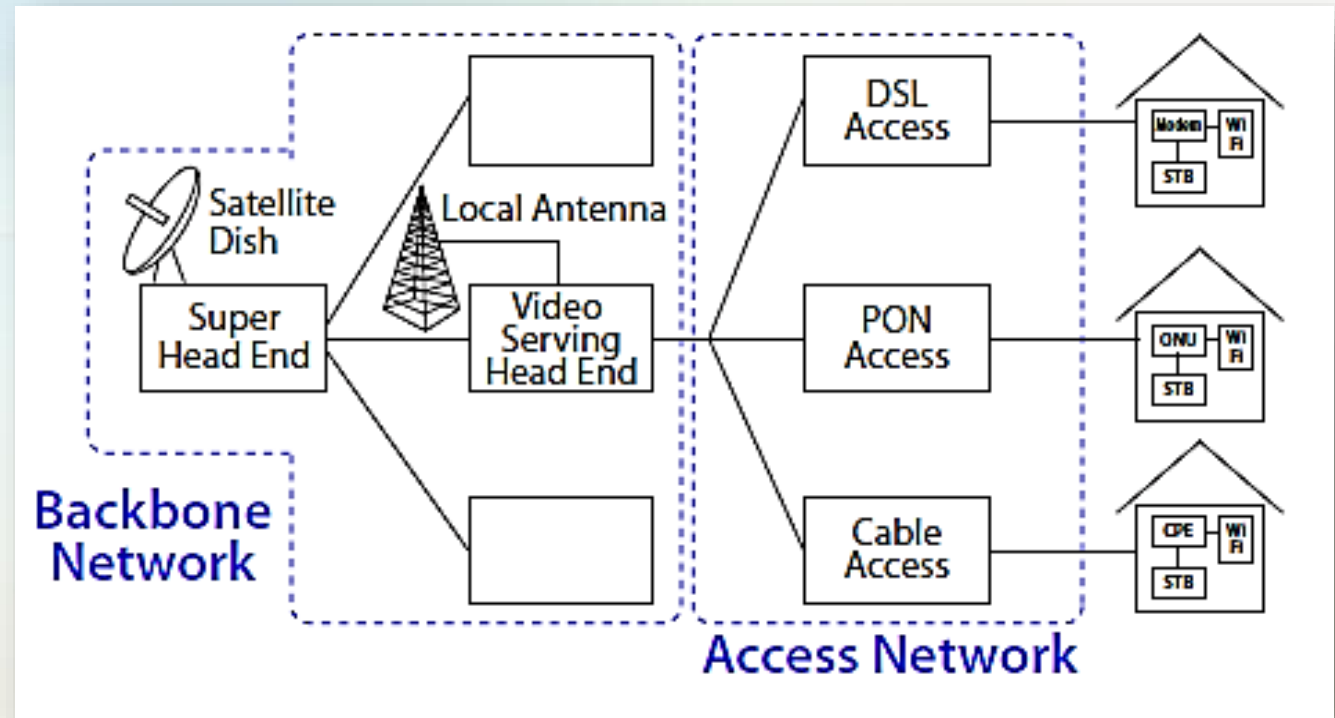 Satellite
Dish
Super
Head End
Backbone
Network
Local Antenna
Video
Serving
Head End
DSL
Access
PON
Access
Cable
Access
Access Network
Modem
Wi
Fi
STB
ONU
Wi
Fi
STB
CPE
Wi
Fi
STB